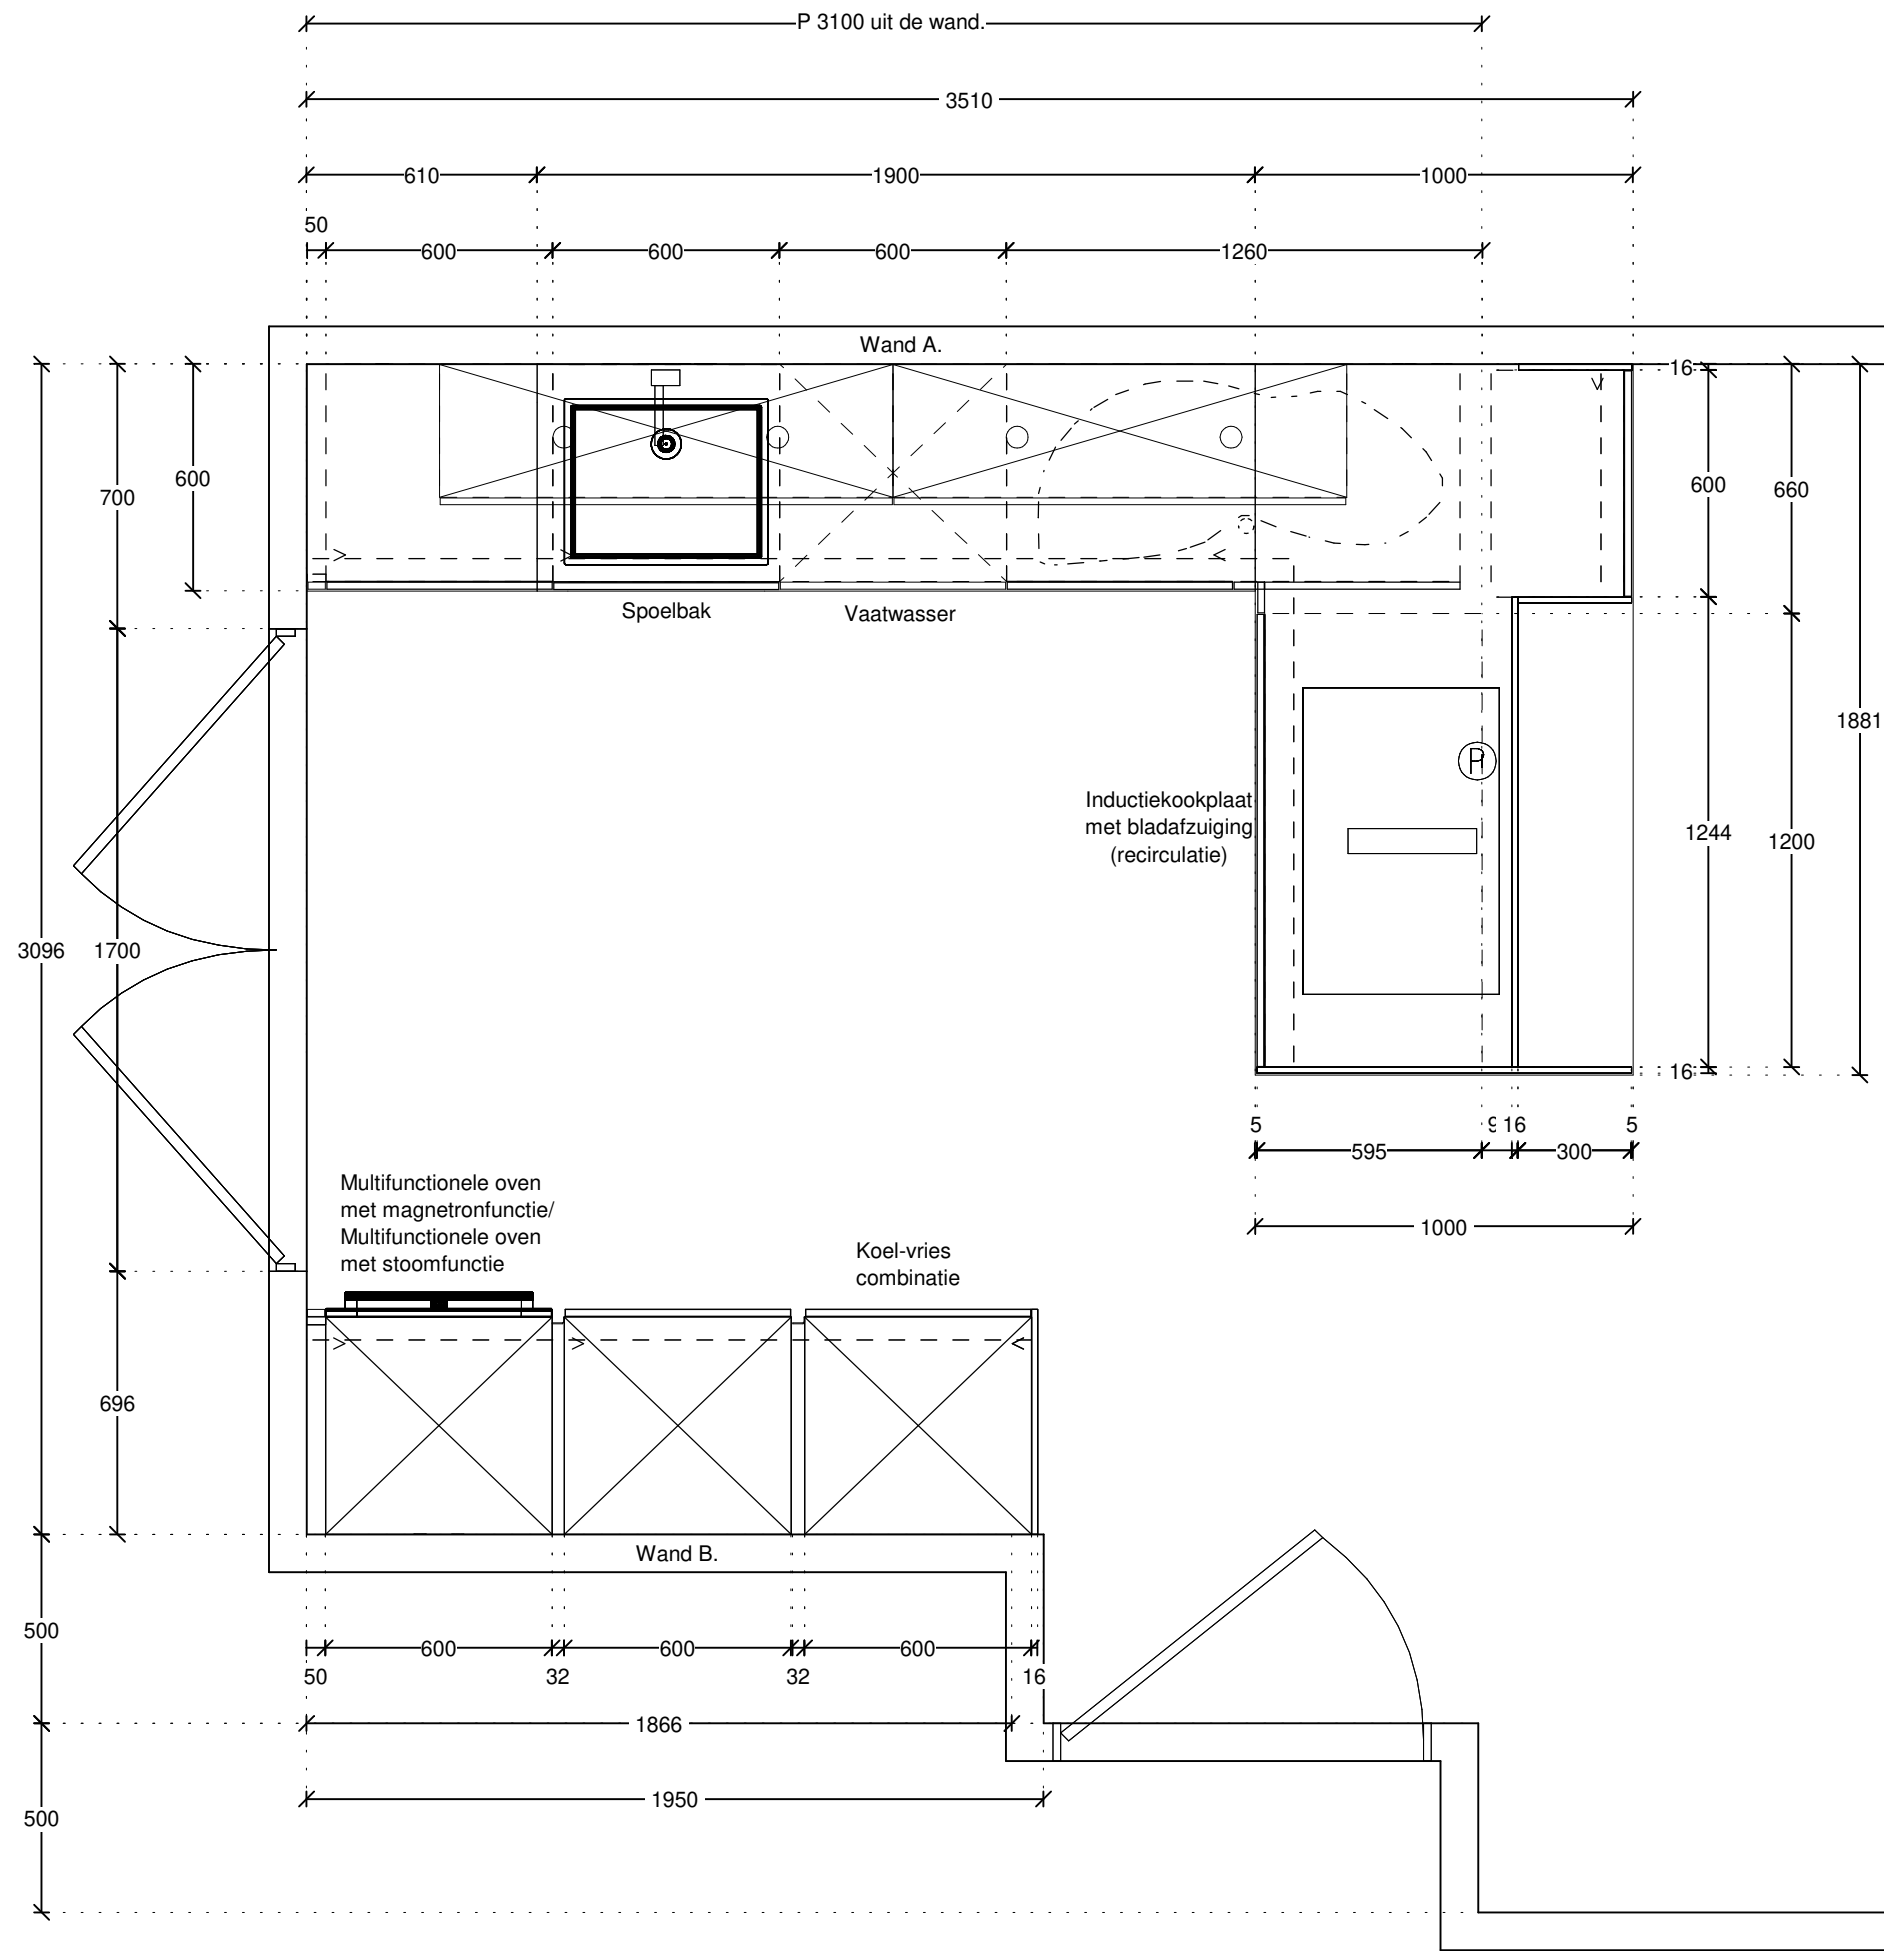 P 3100 uit de wand.
3510
610 1900 1000
50
600 600 600 1260
Wand A.
16
700 600 600 660
Spoelbak Vaatwasser
1881
Inductiekookplaat
met bladafzuiging
(recirculatie)
P
1244 1200
3096 1700
16
5 16 5
595 300
1000
Multifunctionele oven
met magnetronfunctie/
Multifunctionele oven
met stoomfunctie
Koel-vries
combinatie
696
Wand B.
500
600 600 600
50 32 32 16
1866
1950
500